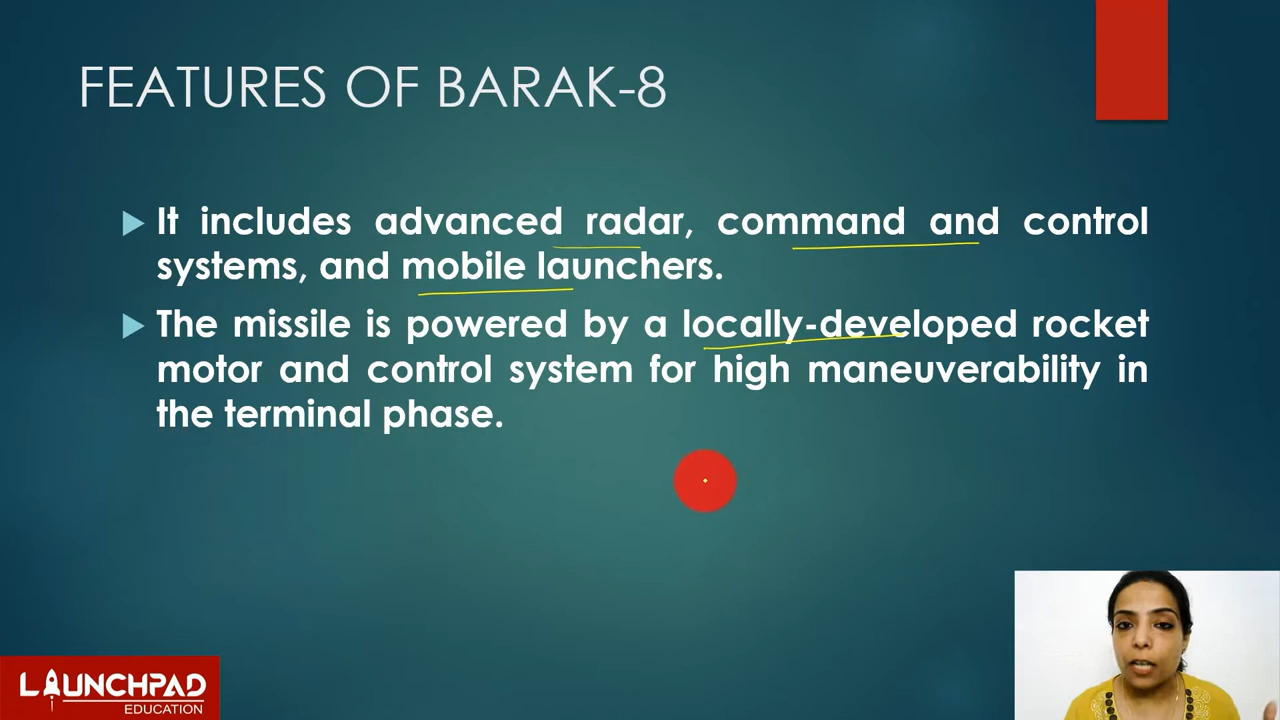 FEATURES OF BARAK-8
It includes advanced radar, command and control
systems, and mobile launchers.
The missile is powered by a locally-developed rocket
motor and control system for high maneuverability in
the terminal phase.
LAUNCHPAD
EDUCATION